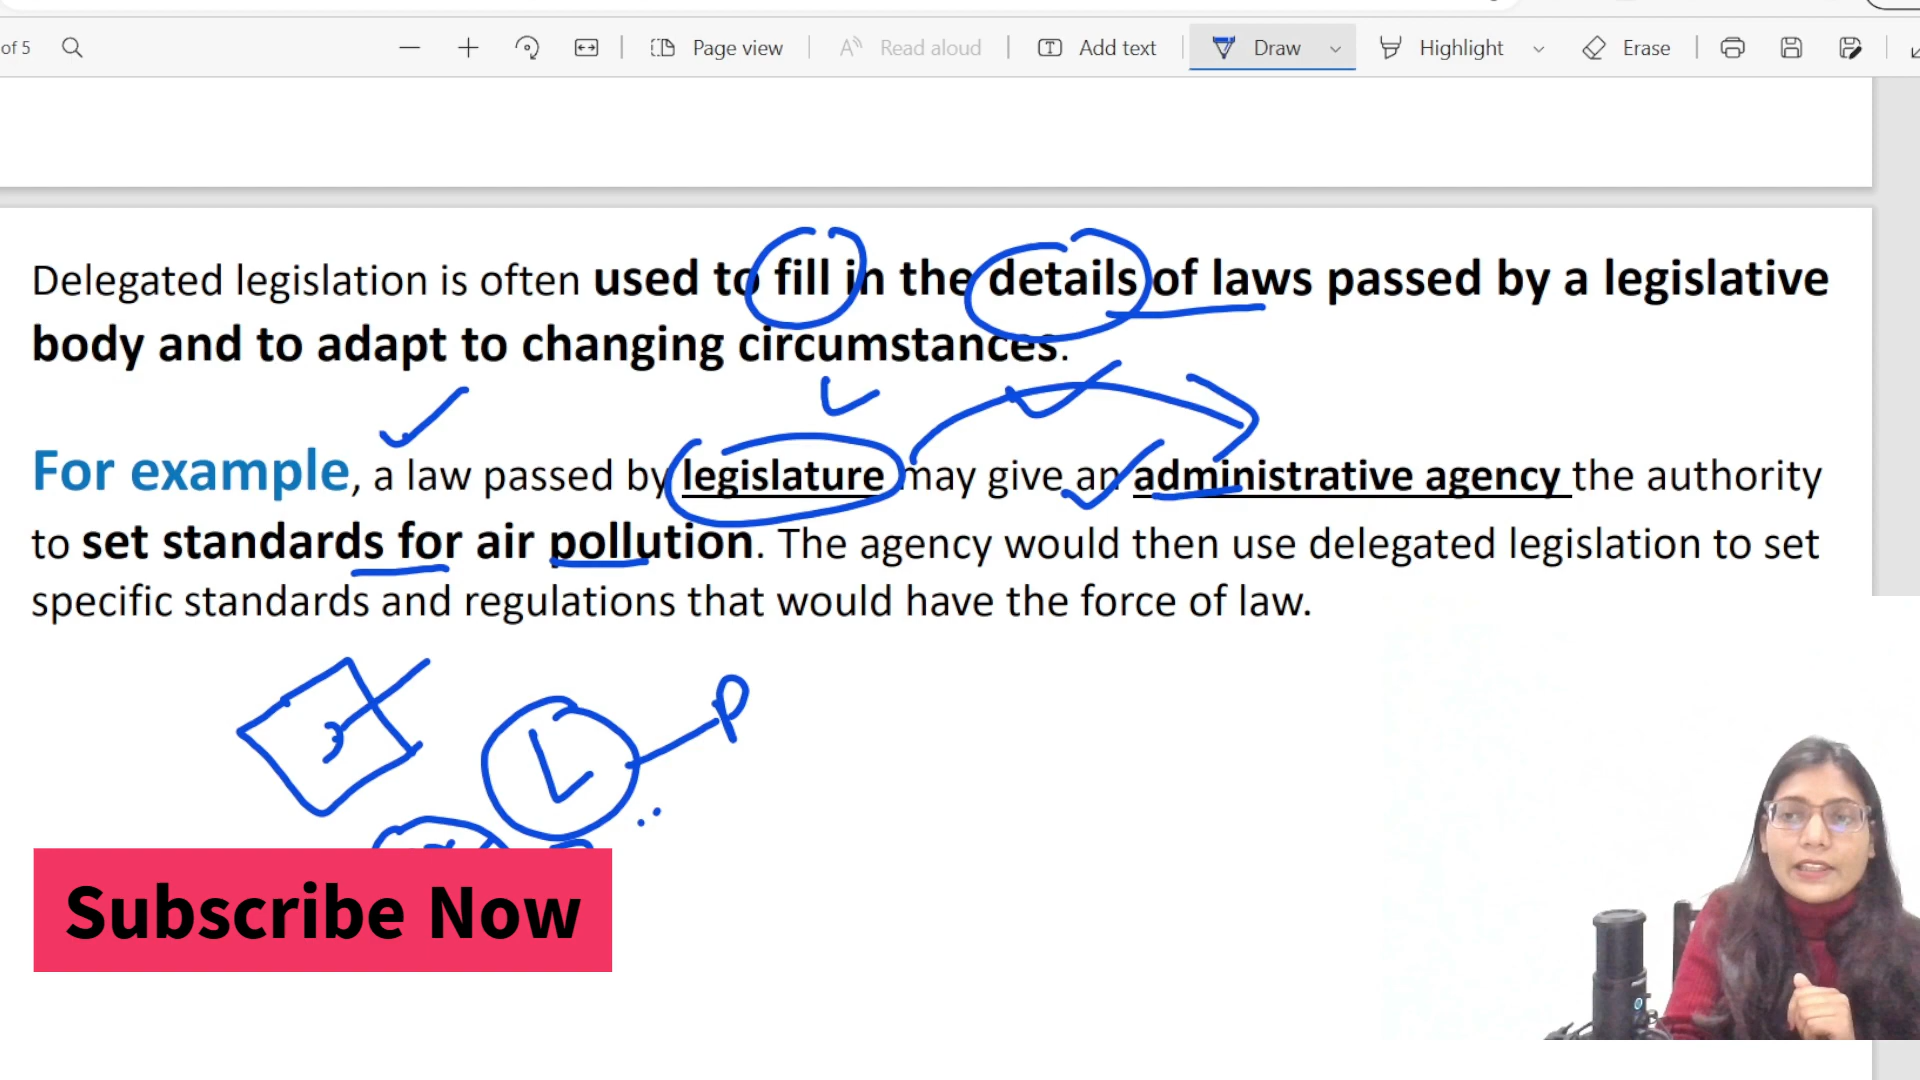 of 5
Page view
Read aloud
Add text
Draw
Highlight
Erase
Delegated legislation is often used to fill in the details of laws passed by a legislative
body and to adapt to changing circumstances.
For example, a law passed by legislature may give an administrative agency the authority
to set standards for air pollution. The agency would then use delegated legislation to set
specific standards and regulations that would have the force of law.
P
L
Subscribe Now